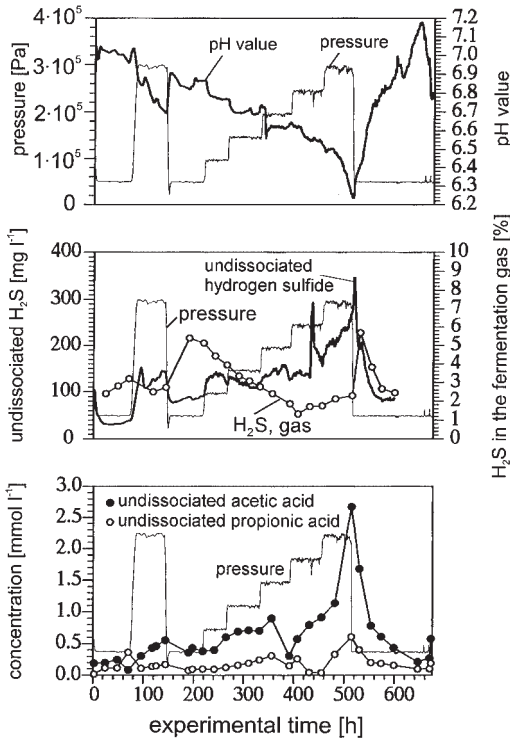 4·10⁵
3·10⁵
2·10⁵
1·10⁵
0
pressure [Pa]
pH value
pressure
7.2
7.1
7.0
6.9
6.8
6.7
6.6
6.5
6.4
6.3
6.2
pH value
400
300
200
100
0
undissociated H₂S [mg l⁻¹]
undissociated
hydrogen sulfide
pressure
H₂S, gas
10
9
8
7
6
5
4
3
2
1
0
H₂S in the fermentation gas [%]
3.0
2.5
2.0
1.5
1.0
0.5
0.0
concentration [mmol l⁻¹]
undissociated acetic acid
undissociated propionic acid
pressure
0 100 200 300 400 500 600
experimental time [h]